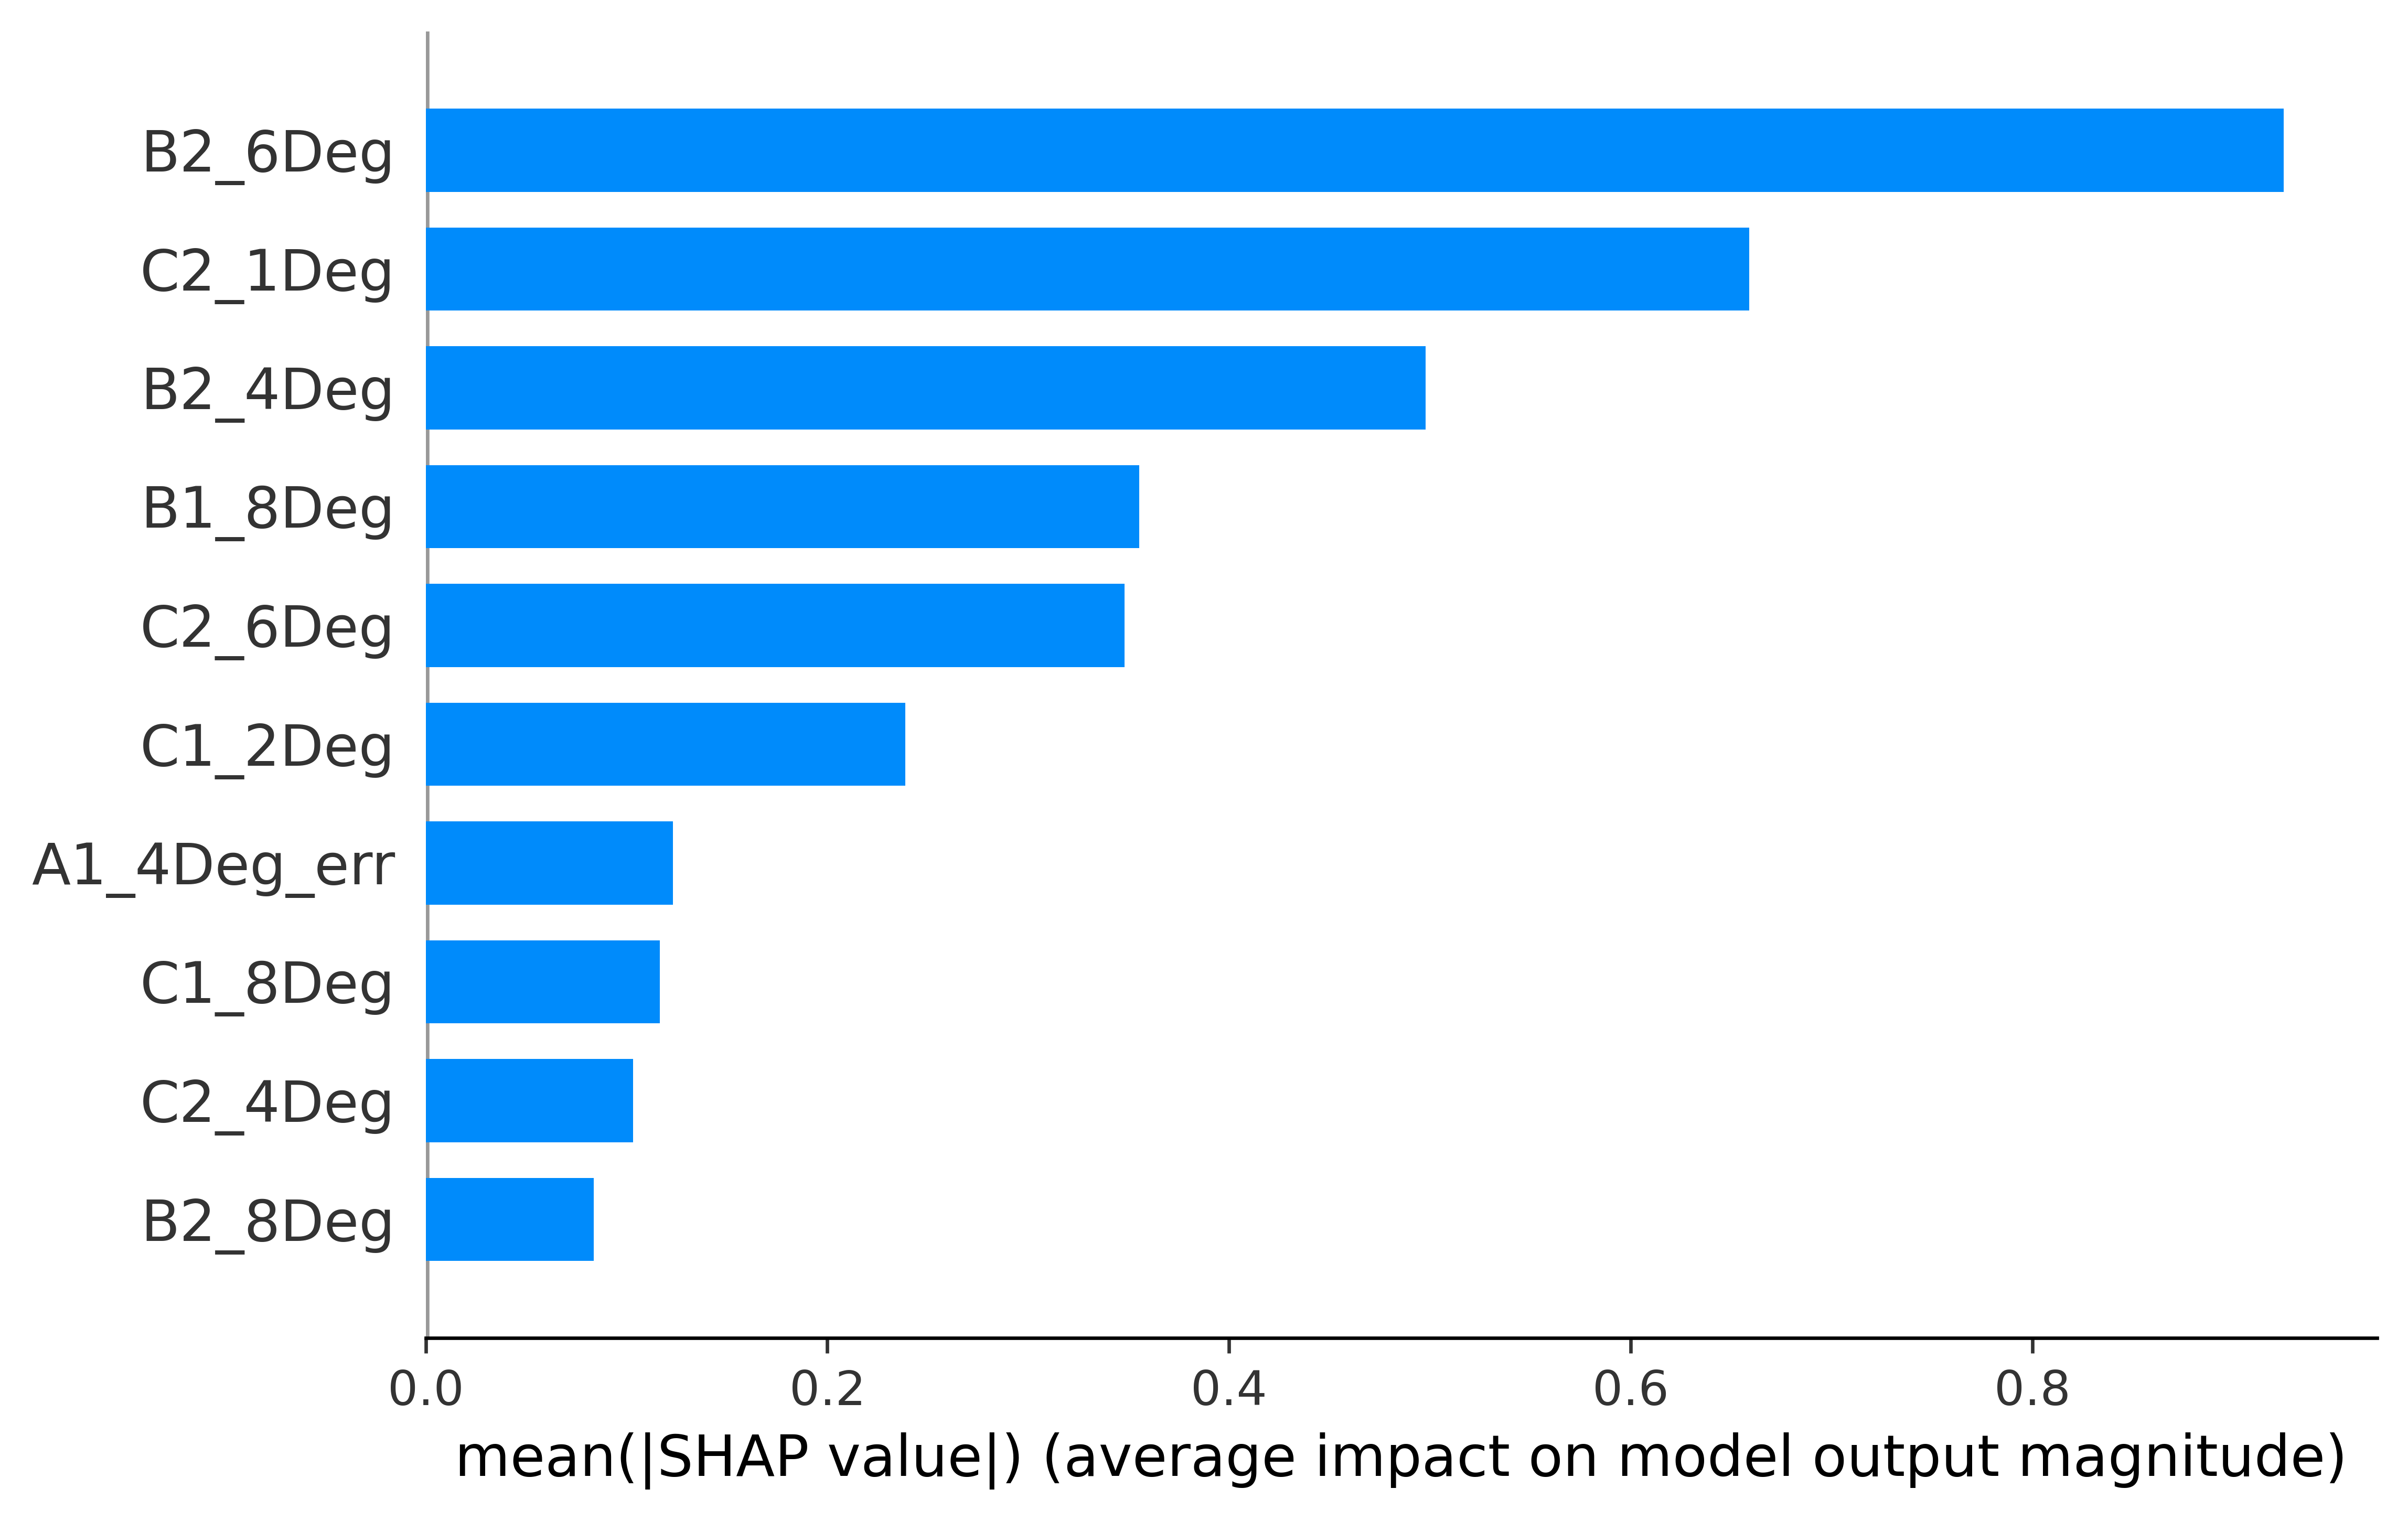 B2_6Deg
C2_1Deg
B2_4Deg
B1_8Deg
C2_6Deg
C1_2Deg
A1_4Deg_err
C1_8Deg
C2_4Deg
B2_8Deg
0.0 0.2 0.4 0.6 0.8
mean(|SHAP value|) (average impact on model output magnitude)